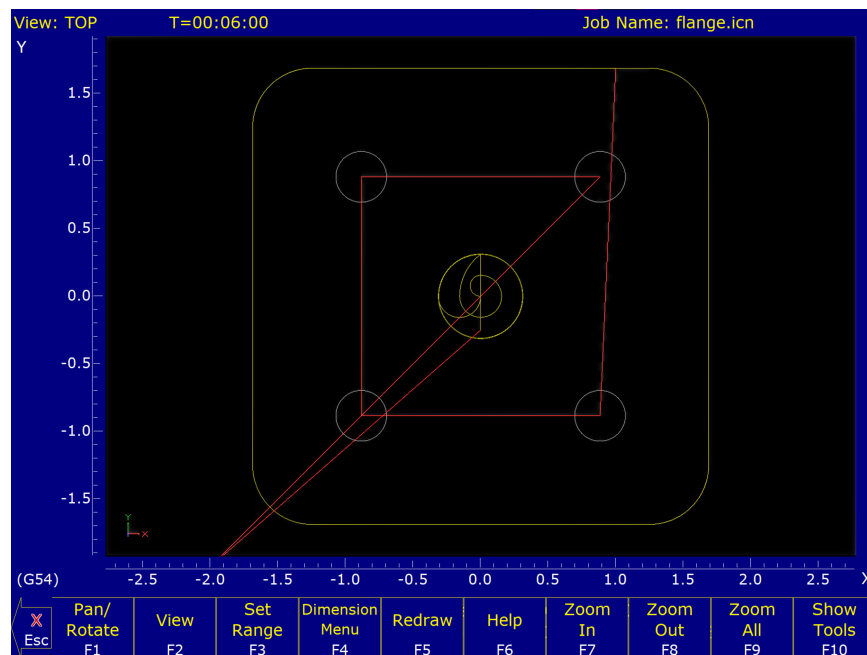 View: TOP T=00:06:00 Job Name: flange.icn
Y
1.5
1.0
0.5
0.0
-0.5
-1.0
-1.5
Y
X
(G54) -2.5 -2.0 -1.5 -1.0 -0.5 0.0 0.5 1.0 1.5 2.0 2.5 X
X Esc
Pan/ Rotate F1
View F2
Set Range F3
Dimension Menu F4
Redraw F5
Help F6
Zoom In F7
Zoom Out F8
Zoom All F9
Show Tools F10